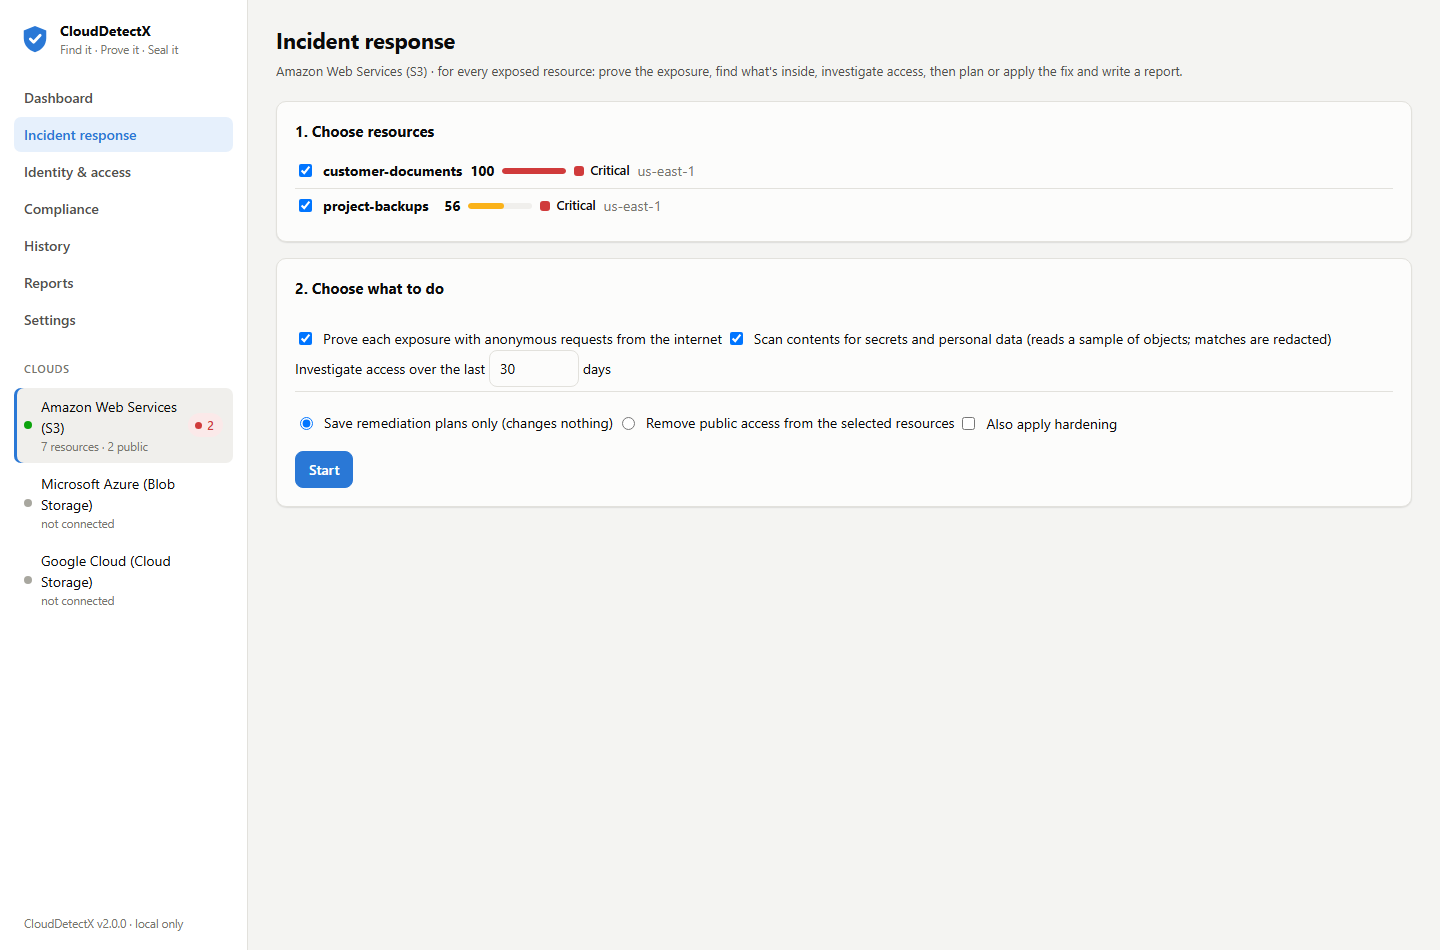 CloudDetectX
Find it · Prove it · Seal it
Dashboard
Incident response
Identity & access
Compliance
History
Reports
Settings
CLOUDS
Amazon Web Services
(S3)
7 resources · 2 public
2
Microsoft Azure (Blob
Storage)
not connected
Google Cloud (Cloud
Storage)
not connected
CloudDetectX v2.0.0 · local only
Incident response
Amazon Web Services (S3) · for every exposed resource: prove the exposure, find what's inside, investigate access, then plan or apply the fix and write a report.
1. Choose resources
customer-documents 100 Critical us-east-1
project-backups 56 Critical us-east-1
2. Choose what to do
Prove each exposure with anonymous requests from the internet Scan contents for secrets and personal data (reads a sample of objects; matches are redacted)
Investigate access over the last 30 days
Save remediation plans only (changes nothing) Remove public access from the selected resources Also apply hardening
Start